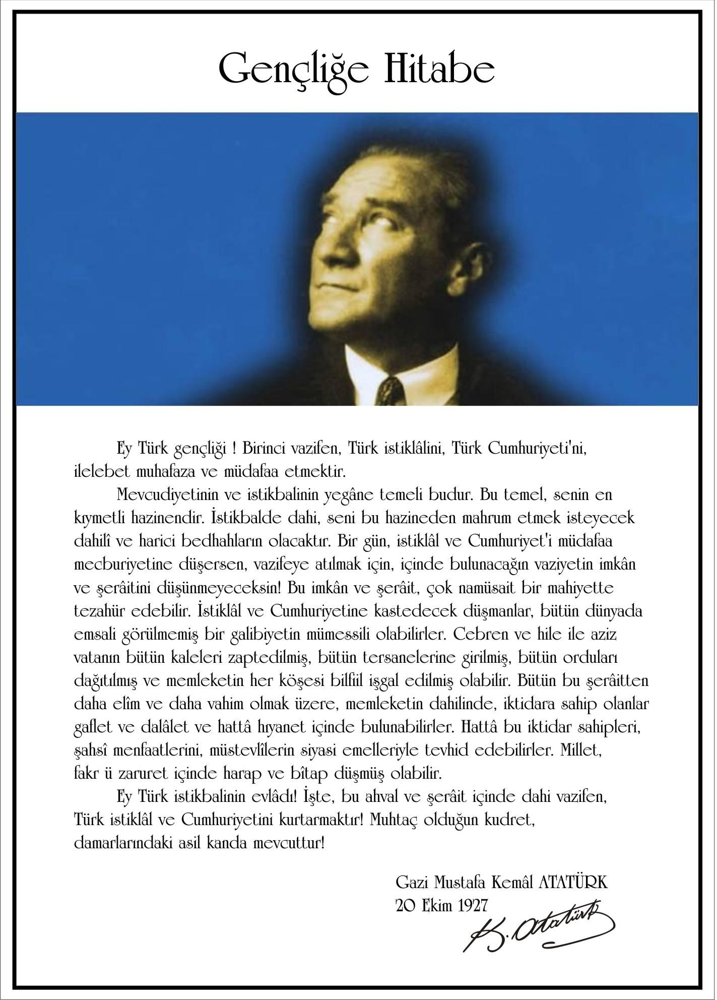 Gençliğe Hitabe
Ey Türk gençliği ! Birinci vazifen, Türk istiklâlini, Türk Cumhuriyeti'ni,
ilelebet muhafaza ve müdafaa etmektir.
Mevcudiyetinin ve istikbalinin yegâne temeli budur. Bu temel, senin en
kıymetli hazinendir. İstikbalde dahi, seni bu hazineden mahrum etmek isteyecek
dahilî ve harici bedhahların olacaktır. Bir gün, istiklâl ve Cumhuriyet'i müdafaa
mecburiyetine düşersen, vazifeye atılmak için, içinde bulunacağın vaziyetin imkân
ve şerâitini düşünmeyeceksin! Bu imkân ve şerâit, çok namüsait bir mahiyette
tezahür edebilir. İstiklâl ve Cumhuriyetine kastedecek düşmanlar, bütün dünyada
emsali görülmemiş bir galibiyetin mümessili olabilirler. Cebren ve hile ile aziz
vatanın bütün kaleleri zaptedilmiş, bütün tersanelerine girilmiş, bütün orduları
dağıtılmış ve memleketin her köşesi bilfiil işgal edilmiş olabilir. Bütün bu şerâitten
daha elîm ve daha vahim olmak üzere, memleketin dahilinde, iktidara sahip olanlar
gaflet ve dalâlet ve hattâ hıyanet içinde bulunabilirler. Hattâ bu iktidar sahipleri,
şahsî menfaatlerini, müstevlîlerin siyasi emelleriyle tevhid edebilirler. Millet,
fakr ü zaruret içinde harap ve bîtap düşmüş olabilir.
Ey Türk istikbalinin evlâdı! İşte, bu ahval ve şerâit içinde dahi vazifen,
Türk istiklâl ve Cumhuriyetini kurtarmaktır! Muhtaç olduğun kudret,
damarlarındaki asil kanda mevcuttur!
Gazi Mustafa Kemâl ATATÜRK
20 Ekim 1927
K. Atatürk